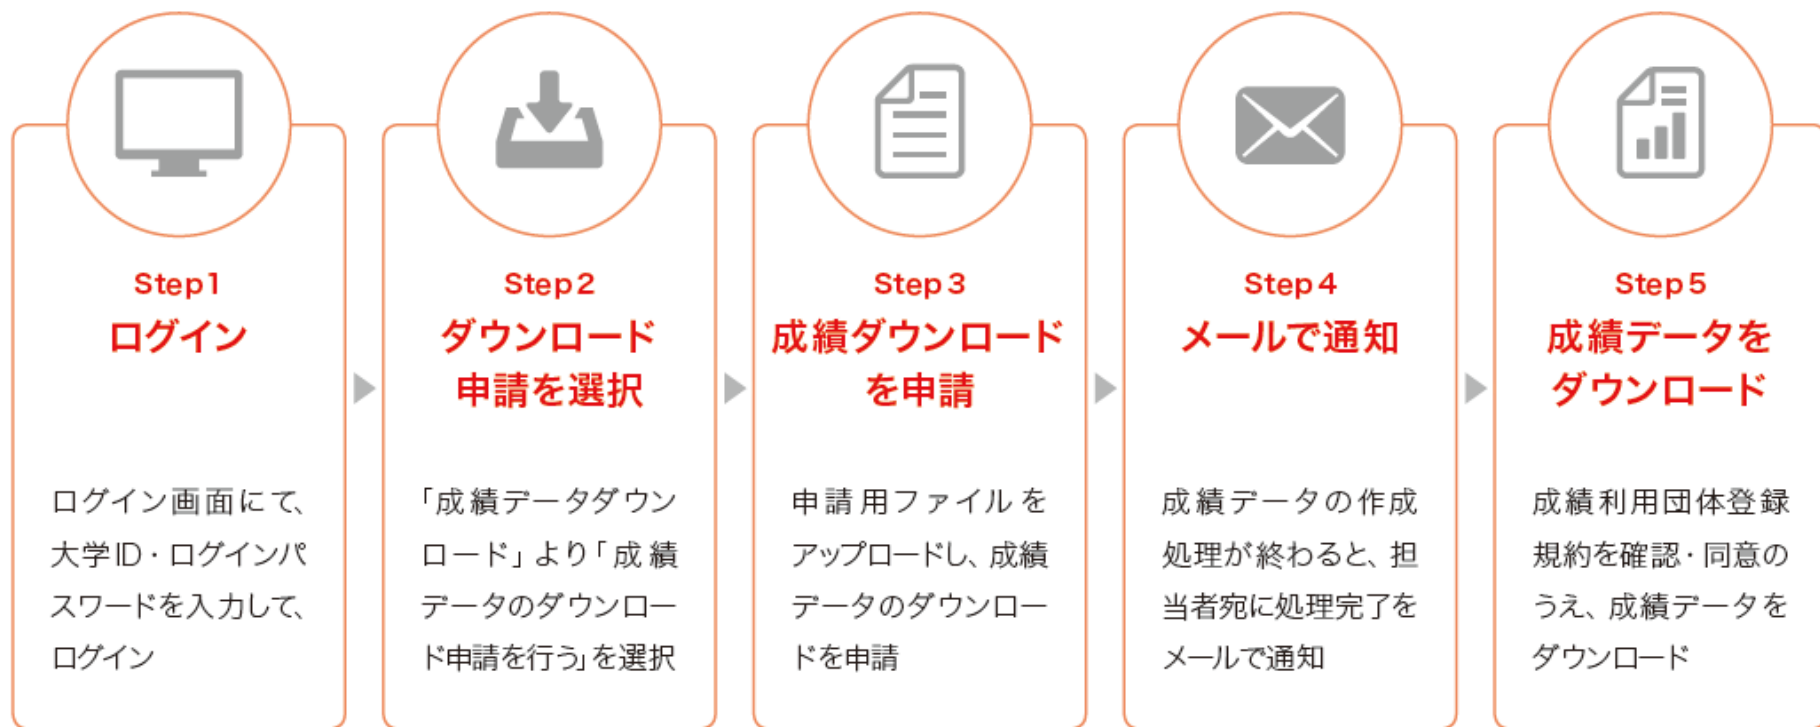 Step1
ログイン
ログイン画面にて、
大学ID・ログインパ
スワードを入力して、
ログイン
Step2
ダウンロード
申請を選択
「成績データダウン
ロード」より「成績
データのダウンロー
ド申請を行う」を選択
Step3
成績ダウンロード
を申請
申請用ファイルを
アップロードし、成績
データのダウンロー
ドを申請
Step4
メールで通知
成績データの作成
処理が終わると、担
当者宛に処理完了を
メールで通知
Step5
成績データを
ダウンロード
成績利用団体登録
規約を確認・同意の
うえ、成績データを
ダウンロード